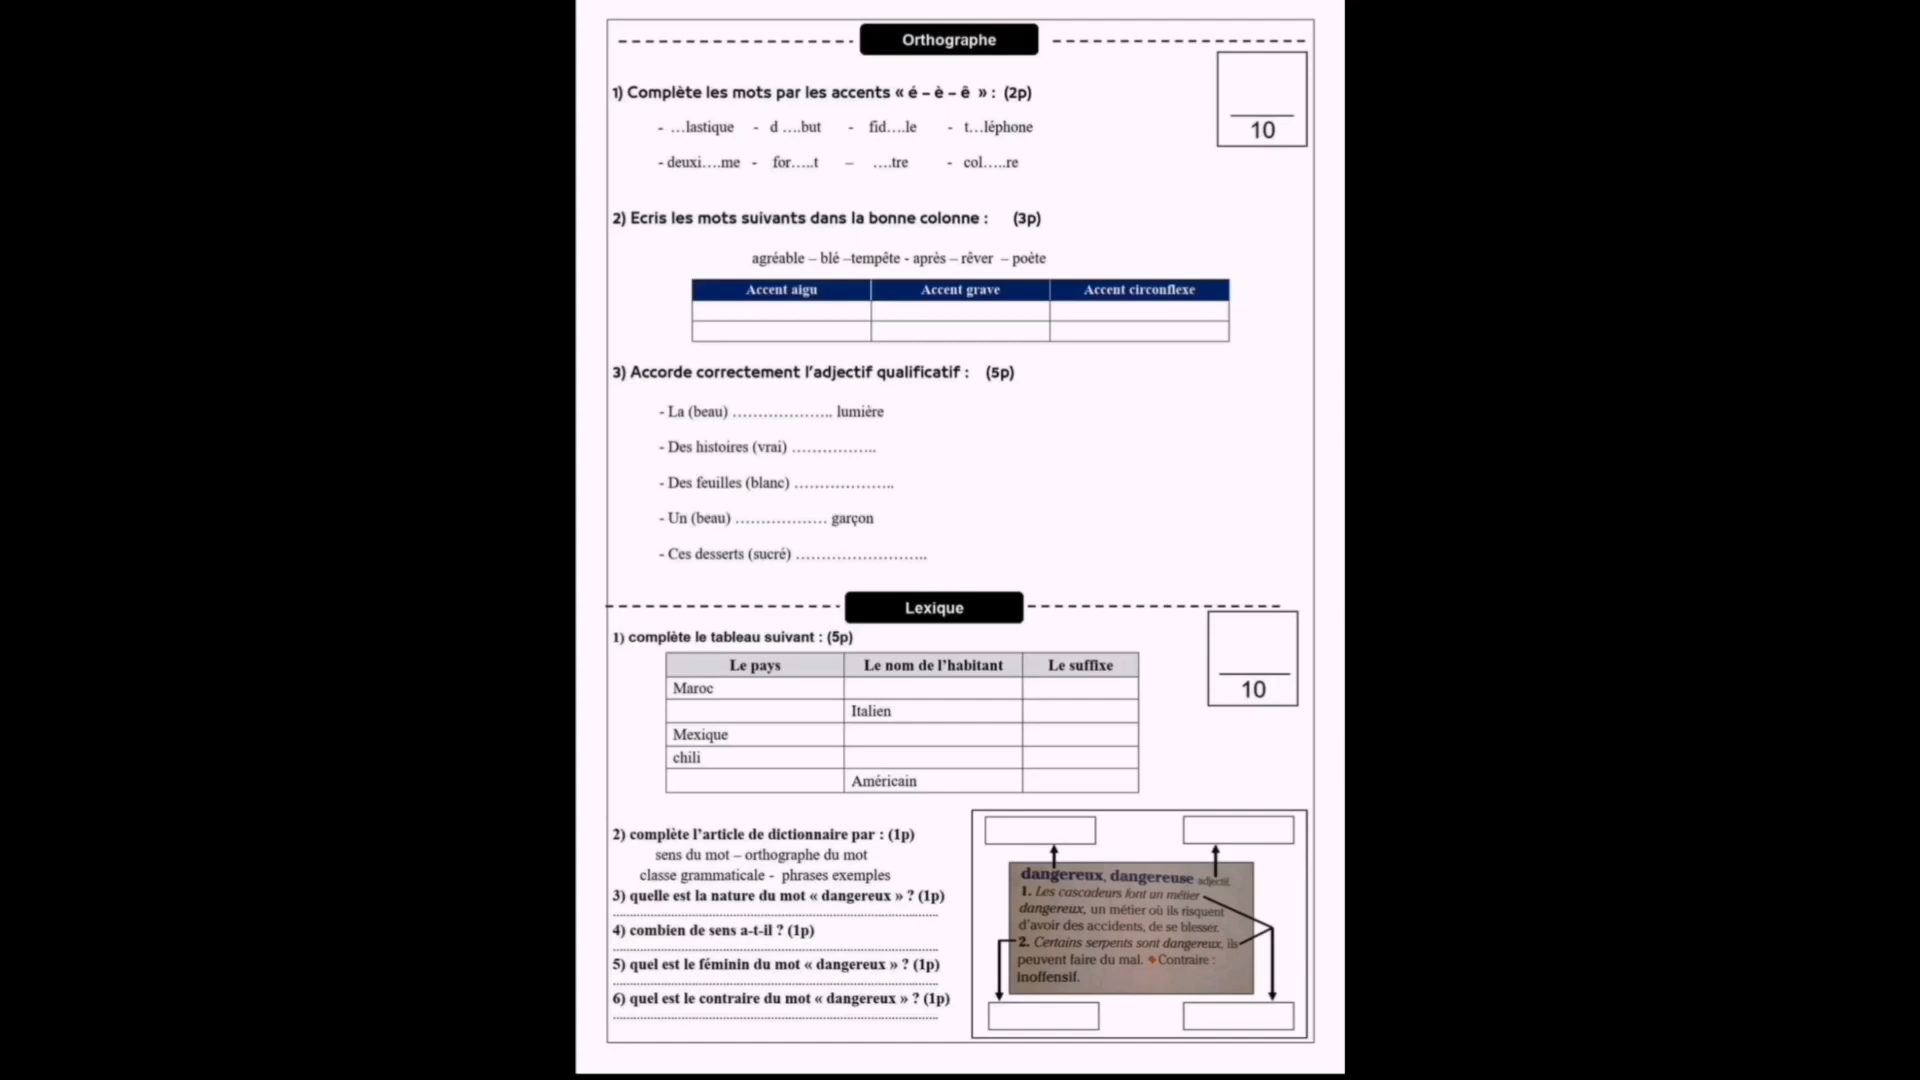 Orthographe
1) Complète les mots par les accents « é – è – ê » : (2p)
- …lastique - d ….but - fid….le - t…léphone
- deuxi….me - for…..t – ….tre - col…..re
10
2) Ecris les mots suivants dans la bonne colonne : (3p)
agréable – blé –tempête - après – rêver – poète
Accent aigu Accent grave Accent circonflexe
3) Accorde correctement l'adjectif qualificatif : (5p)
- La (beau) ……………….. lumière
- Des histoires (vrai) ……………..
- Des feuilles (blanc) ………………..
- Un (beau) ……………… garçon
- Ces desserts (sucré) ……………………..
Lexique
1) complète le tableau suivant : (5p)
Le pays Le nom de l'habitant Le suffixe
Maroc
Italien
Mexique
chili
Américain
10
2) complète l'article de dictionnaire par : (1p)
sens du mot – orthographe du mot
classe grammaticale - phrases exemples
3) quelle est la nature du mot « dangereux » ? (1p)
4) combien de sens a-t-il ? (1p)
5) quel est le féminin du mot « dangereux » ? (1p)
6) quel est le contraire du mot « dangereux » ? (1p)
dangereux, dangereuse adjectif
1. Les cascadeurs font un métier
dangereux, un métier où ils risquent
d'avoir des accidents, de se blesser.
2. Certains serpents sont dangereux, ils
peuvent faire du mal. ◆Contraire :
inoffensif.